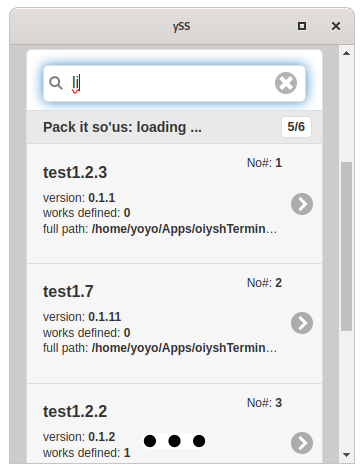 ySS
li
Pack it so'us: loading ... 5/6
No#: 1
test1.2.3
version: 0.1.1
works defined: 0
full path: /home/yoyo/Apps/oiyshTermin…
No#: 2
test1.7
version: 0.1.11
works defined: 0
full path: /home/yoyo/Apps/oiyshTermin…
No#: 3
test1.2.2
version: 0.1.2
works defined: 1